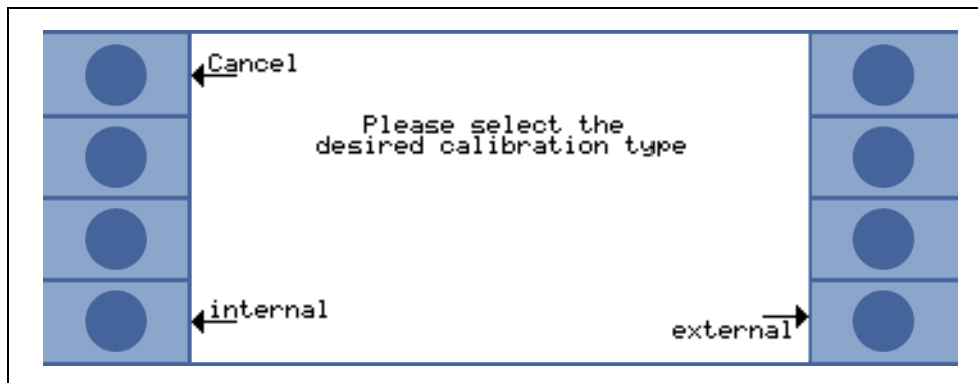 Cancel
Please select the
desired calibration type
internal
external